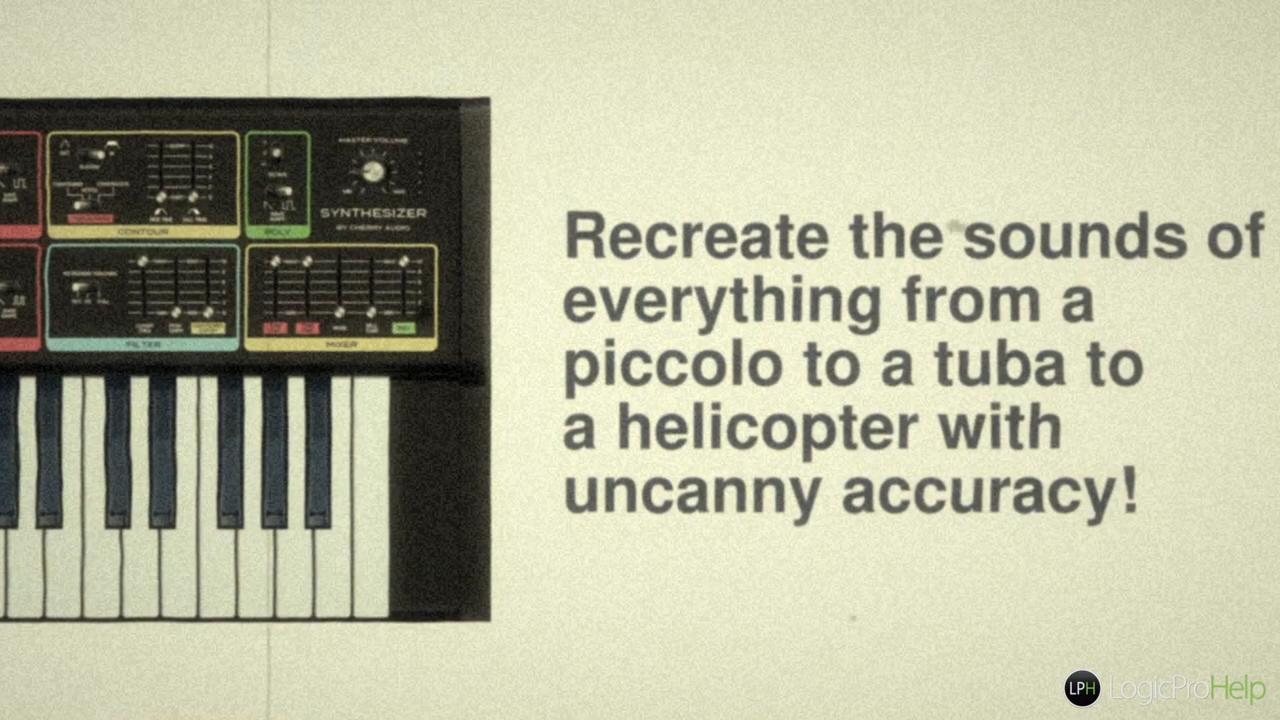 MASTER VOLUME
SYNTHESIZER
BY CHERRY AUDIO
CONTOUR
POLY
FILTER
MIXER
Recreate the sounds of
everything from a
piccolo to a tuba to
a helicopter with
uncanny accuracy!
LPH LogicProHelp